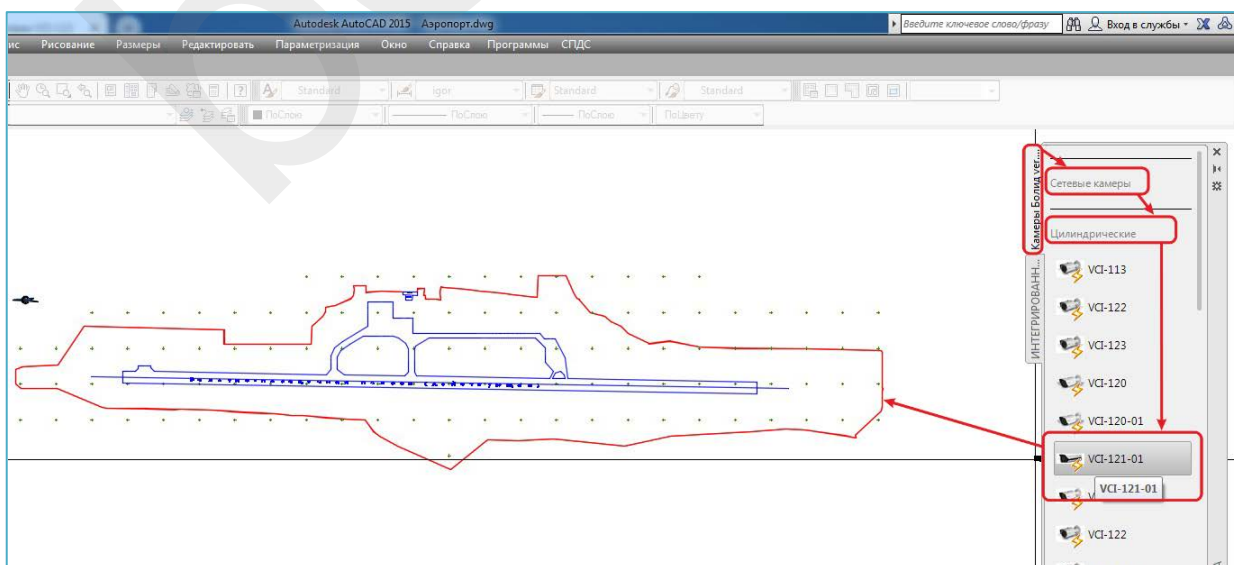 Autodesk AutoCAD 2015 Аэропорт.dwg
Введите ключевое слово/фразу
Вход в службы
ис Рисование Размеры Редактировать Параметризация Окно Справка Программы СПДС
Standard igor Standard Standard
ПоСлою ПоСлою ПоСлою ПоЦвету
Камеры Болид ver...
ИНТЕГРИРОВАНН...
Сетевые камеры
Цилиндрические
VCI-113
VCI-122
VCI-123
VCI-120
VCI-120-01
VCI-121-01
VCI-121-01
VCI-122